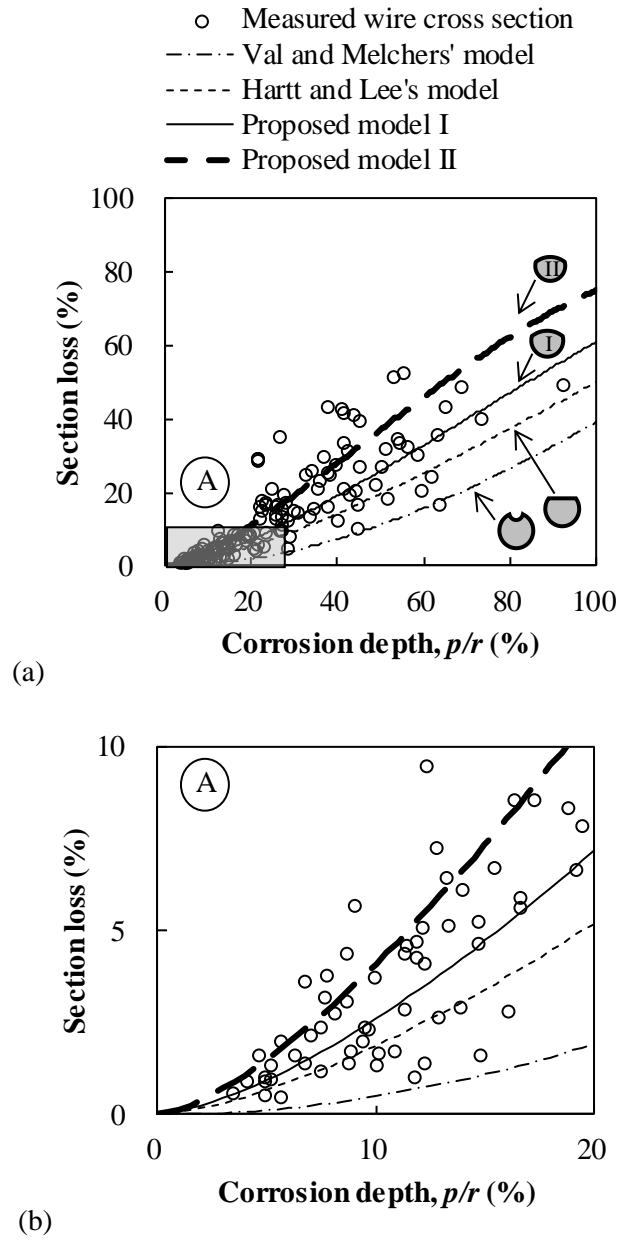 Measured wire cross section
Val and Melchers' model
Hartt and Lee's model
Proposed model I
Proposed model II
100
80
60
40
20
0
Section loss (%)
A
II
I
0 20 40 60 80 100
Corrosion depth, p/r (%)
(a)
10
5
0
Section loss (%)
A
0 10 20
Corrosion depth, p/r (%)
(b)